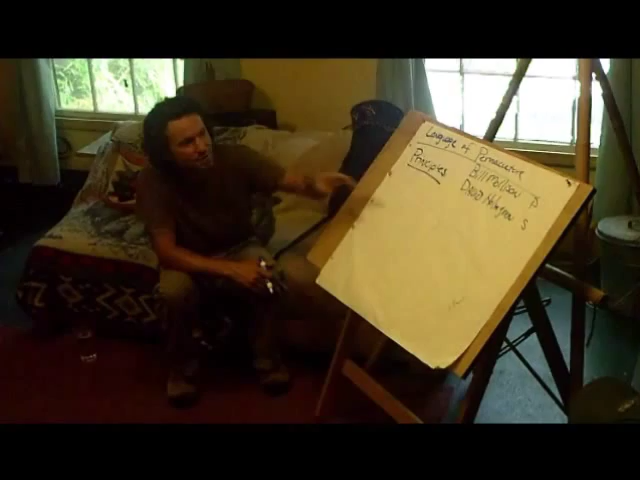 Language of Permaculture
Principles
Bill Mollison P
David Holmgren S